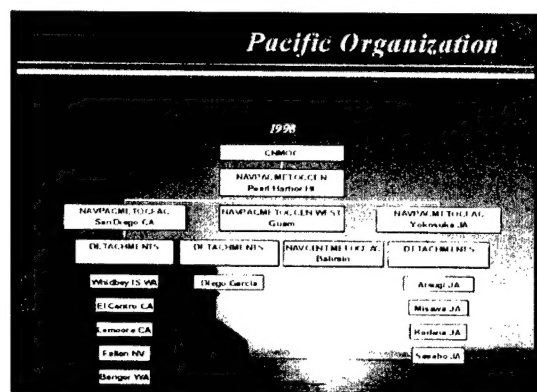 Pacific Organization
1998
CNMOC
NAVPACMETOCCEN
Pearl Harbor HI
NAVPACMETOCFAC
San Diego CA
NAVPACMETOCCEN WEST
Guam
NAVPACMETOCFAC
Yokosuka JA
DETACHMENTS
DETACHMENTS
NAVCENTMETOCFAC
Bahrain
DETACHMENTS
Whidbey IS WA
Diego Garcia
Atsugi JA
El Centro CA
Misawa JA
Lemoore CA
Kadena JA
Fallon NV
Sasebo JA
Bangor WA